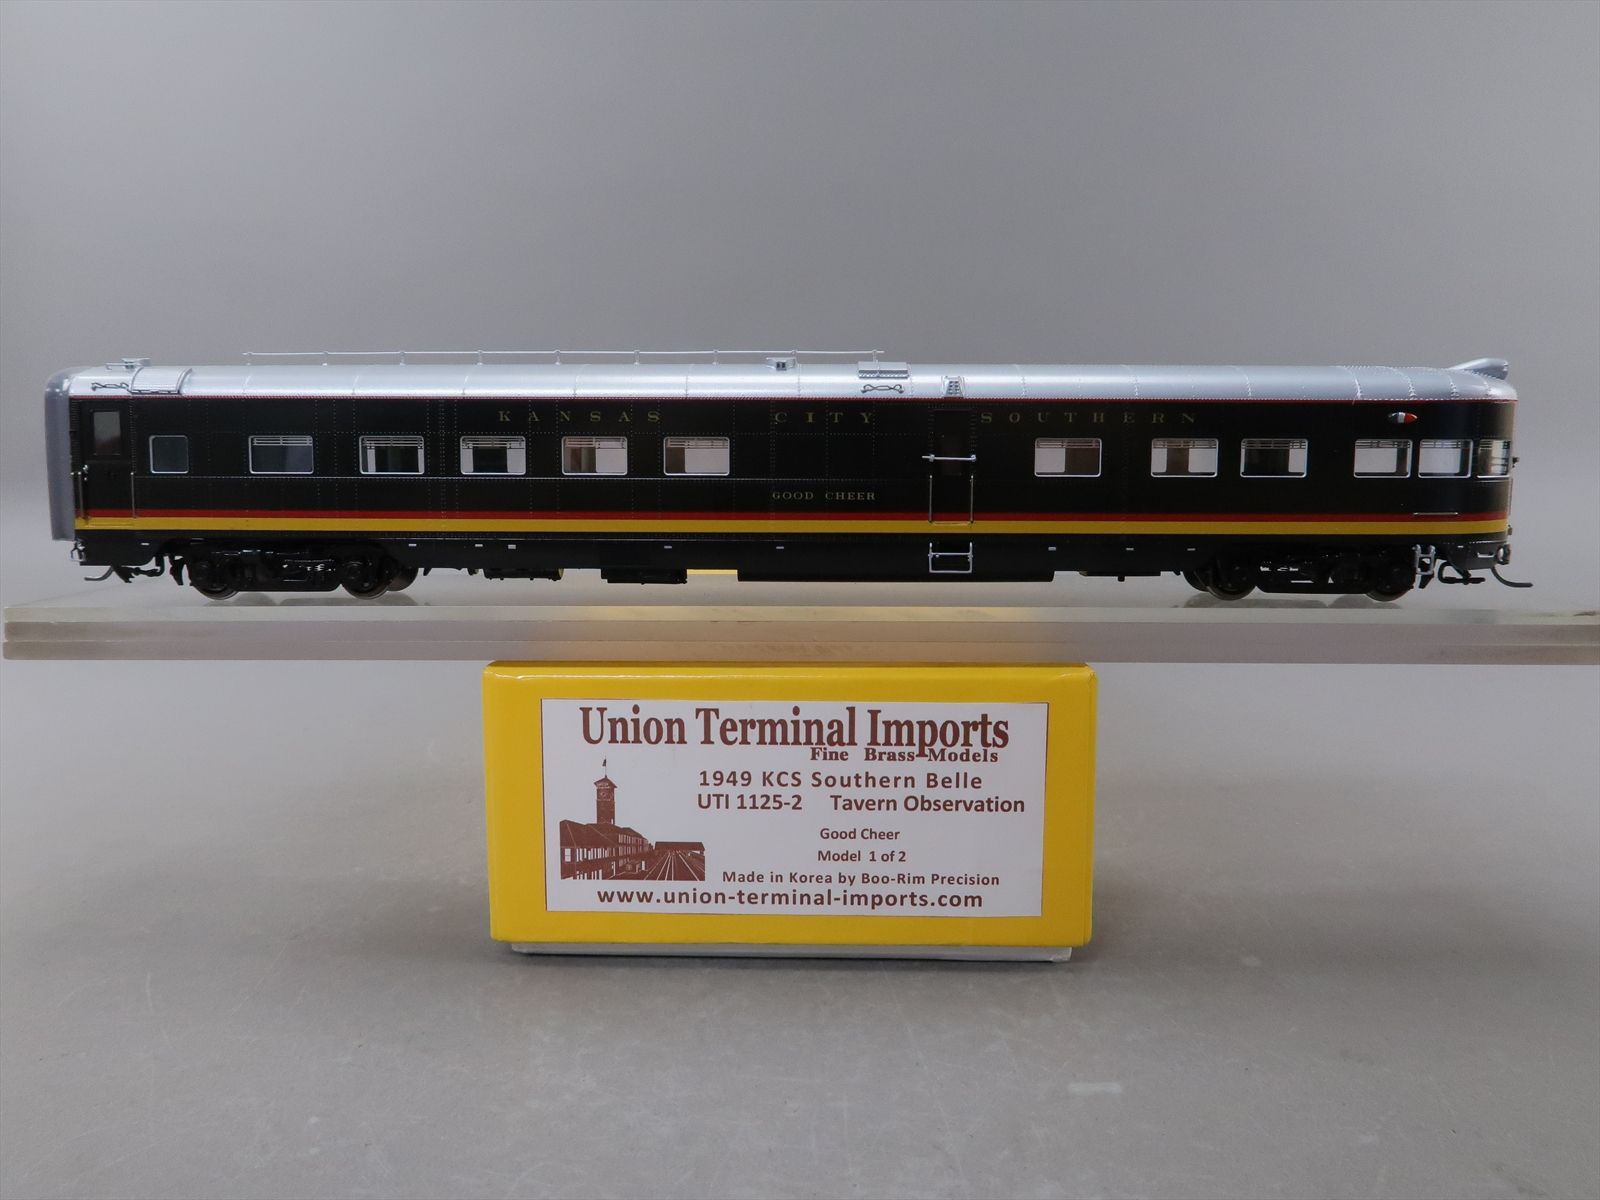 KANSAS CITY SOUTHERN
GOOD CHEER
Union Terminal Imports
Fine Brass Models
1949 KCS Southern Belle
UTI 1125-2 Tavern Observation
Good Cheer
Model 1 of 2
Made in Korea by Boo-Rim Precision
www.union-terminal-imports.com